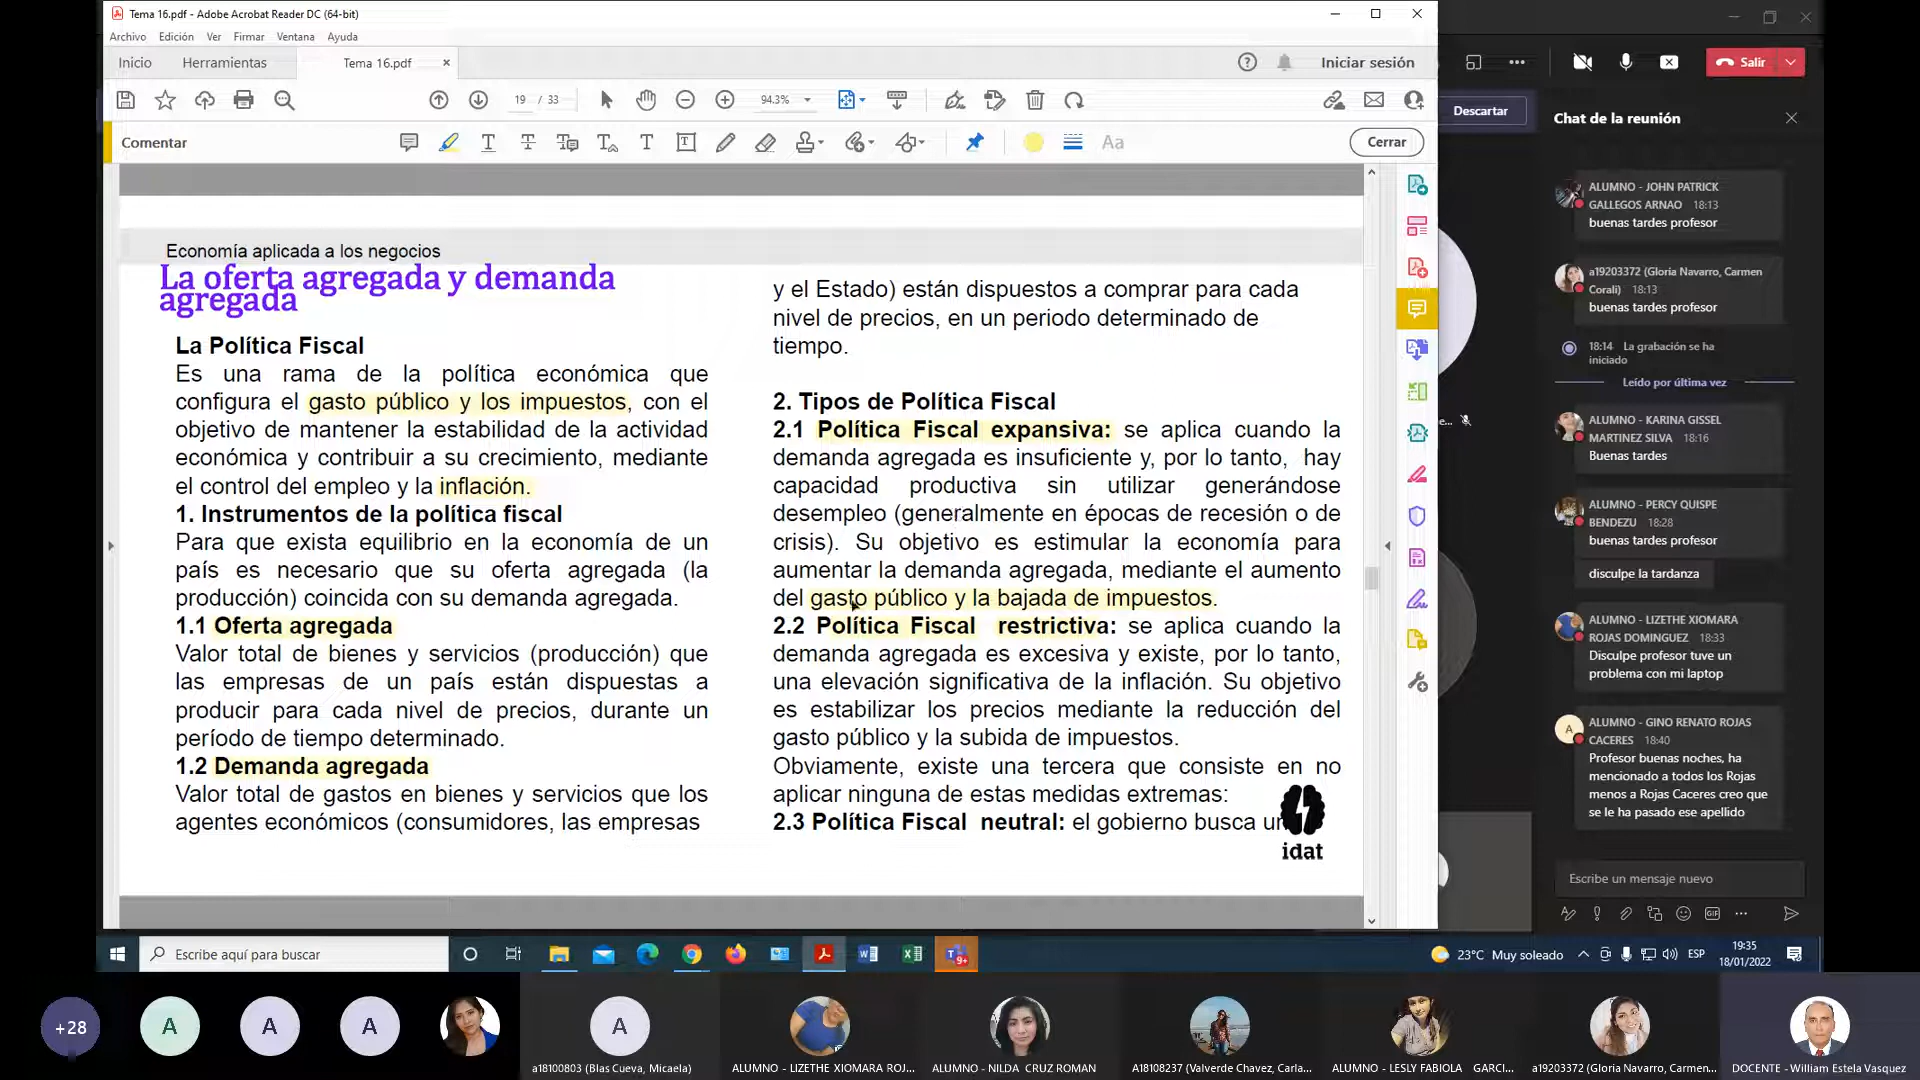 Tema 16.pdf - Adobe Acrobat Reader DC (64-bit)
Archivo Edición Ver Firmar Ventana Ayuda
Inicio Herramientas Tema 16.pdf × Iniciar sesión
19 / 33 94.3%
Comentar Cerrar
Economía aplicada a los negocios
La oferta agregada y demanda
agregada
La Política Fiscal
Es una rama de la política económica que
configura el gasto público y los impuestos, con el
objetivo de mantener la estabilidad de la actividad
económica y contribuir a su crecimiento, mediante
el control del empleo y la inflación.
1. Instrumentos de la política fiscal
Para que exista equilibrio en la economía de un
país es necesario que su oferta agregada (la
producción) coincida con su demanda agregada.
1.1 Oferta agregada
Valor total de bienes y servicios (producción) que
las empresas de un país están dispuestas a
producir para cada nivel de precios, durante un
período de tiempo determinado.
1.2 Demanda agregada
Valor total de gastos en bienes y servicios que los
agentes económicos (consumidores, las empresas
y el Estado) están dispuestos a comprar para cada
nivel de precios, en un periodo determinado de
tiempo.
2. Tipos de Política Fiscal
2.1 Política Fiscal expansiva: se aplica cuando la
demanda agregada es insuficiente y, por lo tanto, hay
capacidad productiva sin utilizar generándose
desempleo (generalmente en épocas de recesión o de
crisis). Su objetivo es estimular la economía para
aumentar la demanda agregada, mediante el aumento
del gasto público y la bajada de impuestos.
2.2 Política Fiscal restrictiva: se aplica cuando la
demanda agregada es excesiva y existe, por lo tanto,
una elevación significativa de la inflación. Su objetivo
es estabilizar los precios mediante la reducción del
gasto público y la subida de impuestos.
Obviamente, existe una tercera que consiste en no
aplicar ninguna de estas medidas extremas:
2.3 Política Fiscal neutral: el gobierno busca un
idat
Salir
Descartar
Chat de la reunión
ALUMNO - JOHN PATRICK
GALLEGOS ARNAO 18:13
buenas tardes profesor
a19203372 (Gloria Navarro, Carmen
Corali) 18:13
buenas tardes profesor
18:14 La grabación se ha
iniciado
Leído por última vez
ALUMNO - KARINA GISSEL
MARTINEZ SILVA 18:16
Buenas tardes
ALUMNO - PERCY QUISPE
BENDEZU 18:28
buenas tardes profesor
disculpe la tardanza
ALUMNO - LIZETHE XIOMARA
ROJAS DOMINGUEZ 18:33
Disculpe profesor tuve un
problema con mi laptop
A
ALUMNO - GINO RENATO ROJAS
CACERES 18:40
Profesor buenas noches, ha
mencionado a todos los Rojas
menos a Rojas Caceres creo que
se le ha pasado ese apellido
Escribe un mensaje nuevo
GIF
Escribe aquí para buscar
9+
23°C Muy soleado ESP
19:35
18/01/2022
+28 A A A A
a18100803 (Blas Cueva, Micaela)
ALUMNO - LIZETHE XIOMARA ROJ...
ALUMNO - NILDA CRUZ ROMAN
A18108237 (Valverde Chavez, Carla...
ALUMNO - LESLY FABIOLA GARCI...
a19203372 (Gloria Navarro, Carmen...
DOCENTE - William Estela Vasquez